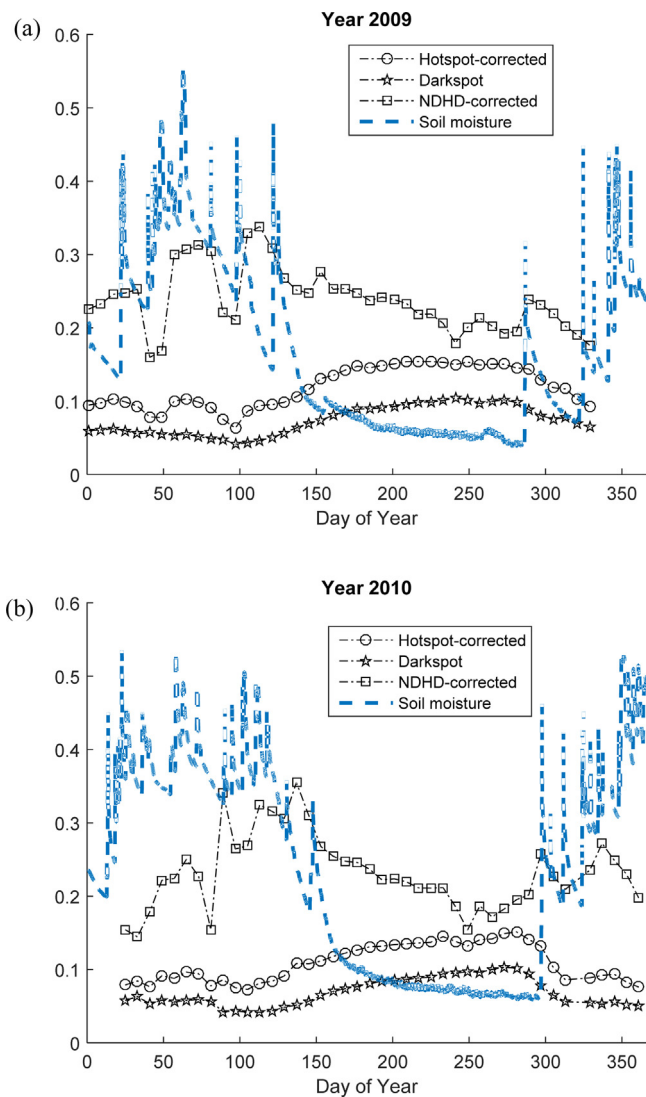 (a)
Year 2009
0.6
0.5
0.4
0.3
0.2
0.1
0
Hotspot-corrected
Darkspot
NDHD-corrected
Soil moisture
0 50 100 150 200 250 300 350
Day of Year
(b)
Year 2010
0.6
0.5
0.4
0.3
0.2
0.1
0
Hotspot-corrected
Darkspot
NDHD-corrected
Soil moisture
0 50 100 150 200 250 300 350
Day of Year